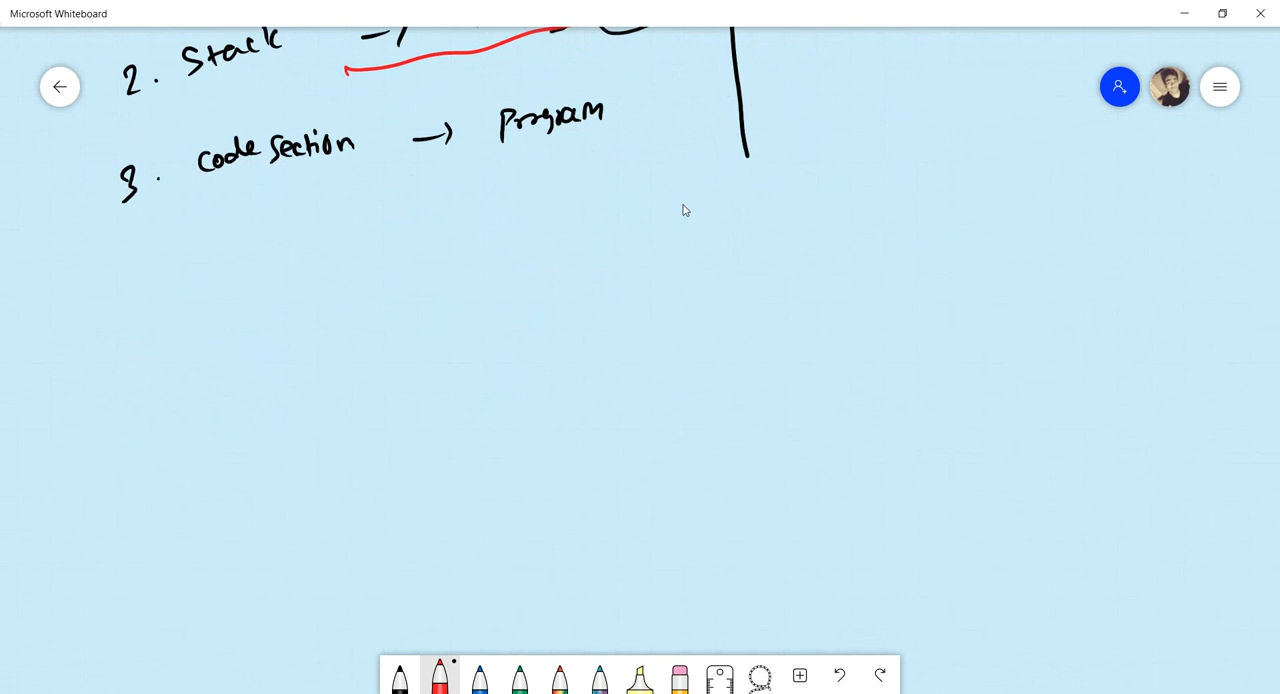 Microsoft Whiteboard
2. Stack →
3. code section → Program